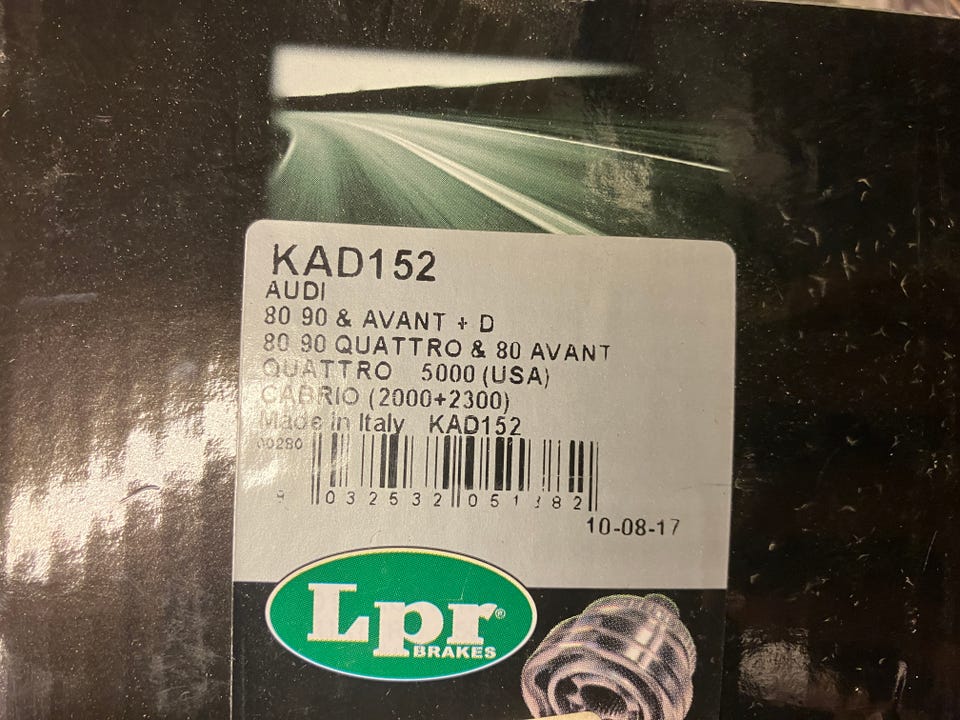 KAD152
AUDI
80 90 & AVANT + D
80 90 QUATTRO & 80 AVANT
QUATTRO 5000 (USA)
CABRIO (2000+2300)
Made in Italy KAD152
00280
8 032532 051382
10-08-17
Lpr®
BRAKES